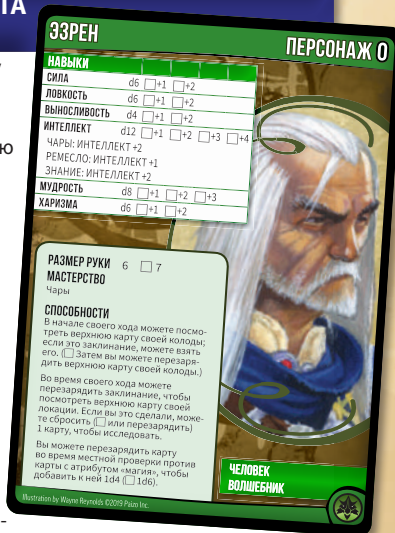 ТА
ю
-
ЭЗРЕН
ПЕРСОНАЖ 0
НАВЫКИ
СИЛА d6 +1 +2
ЛОВКОСТЬ d6 +1 +2
ВЫНОСЛИВОСТЬ d4 +1 +2
ИНТЕЛЛЕКТ d12 +1 +2 +3 +4
ЧАРЫ: ИНТЕЛЛЕКТ +2
РЕМЕСЛО: ИНТЕЛЛЕКТ +1
ЗНАНИЕ: ИНТЕЛЛЕКТ +2
МУДРОСТЬ d8 +1 +2 +3
ХАРИЗМА d6 +1 +2
РАЗМЕР РУКИ 6 7
МАСТЕРСТВО
Чары
СПОСОБНОСТИ
В начале своего хода можете посмо-
треть верхнюю карту своей колоды;
если это заклинание, можете взять
его. ( Затем вы можете перезаря-
дить верхнюю карту своей колоды.)
Во время своего хода можете
перезарядить заклинание, чтобы
посмотреть верхнюю карту своей
локации. Если вы это сделали, може-
те сбросить ( или перезарядить)
1 карту, чтобы исследовать.
Вы можете перезарядить карту
во время местной проверки против
карты с атрибутом «магия», чтобы
добавить к ней 1d4 ( 1d6).
ЧЕЛОВЕК
ВОЛШЕБНИК
Illustration by Wayne Reynolds ©2019 Paizo Inc.